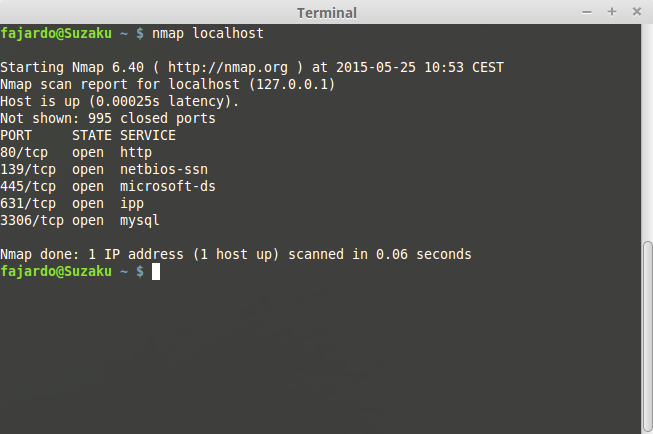 Terminal
fajardo@Suzaku ~ $ nmap localhost
Starting Nmap 6.40 ( http://nmap.org ) at 2015-05-25 10:53 CEST
Nmap scan report for localhost (127.0.0.1)
Host is up (0.00025s latency).
Not shown: 995 closed ports
PORT     STATE SERVICE
80/tcp   open  http
139/tcp  open  netbios-ssn
445/tcp  open  microsoft-ds
631/tcp  open  ipp
3306/tcp open  mysql
Nmap done: 1 IP address (1 host up) scanned in 0.06 seconds
fajardo@Suzaku ~ $